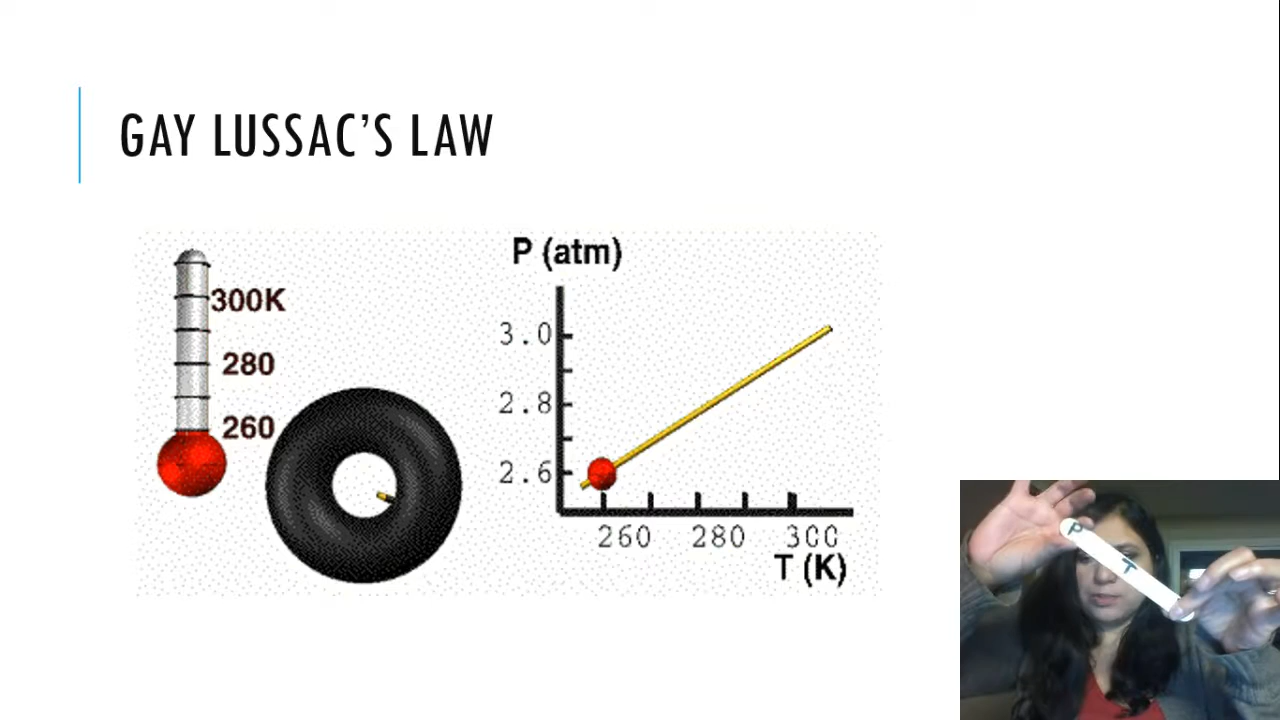 GAY LUSSAC'S LAW
300K
280
260
P (atm)
3.0
2.8
2.6
260 280 300
T (K)
P T